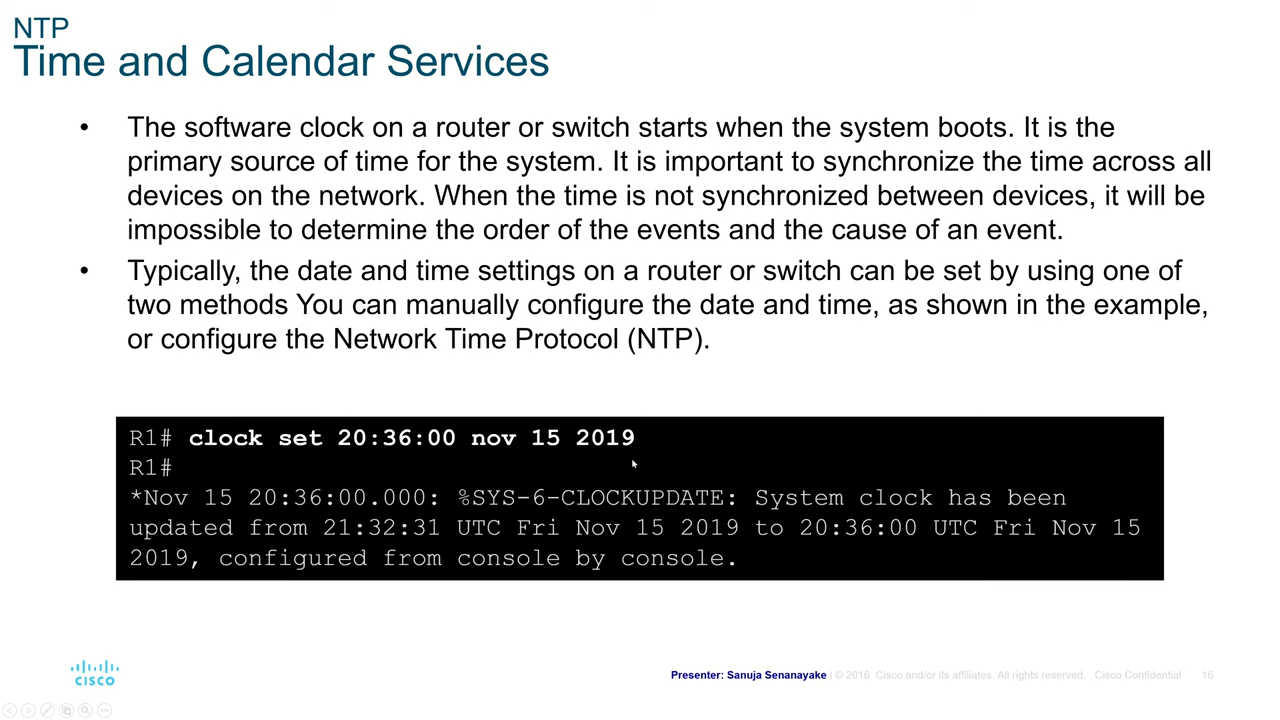 NTP
Time and Calendar Services
• The software clock on a router or switch starts when the system boots. It is the
primary source of time for the system. It is important to synchronize the time across all
devices on the network. When the time is not synchronized between devices, it will be
impossible to determine the order of the events and the cause of an event.
• Typically, the date and time settings on a router or switch can be set by using one of
two methods You can manually configure the date and time, as shown in the example,
or configure the Network Time Protocol (NTP).
R1# clock set 20:36:00 nov 15 2019
R1#
*Nov 15 20:36:00.000: %SYS-6-CLOCKUPDATE: System clock has been
updated from 21:32:31 UTC Fri Nov 15 2019 to 20:36:00 UTC Fri Nov 15
2019, configured from console by console.
CISCO
Presenter: Sanuja Senanayake | © 2016 Cisco and/or its affiliates. All rights reserved. Cisco Confidential 16